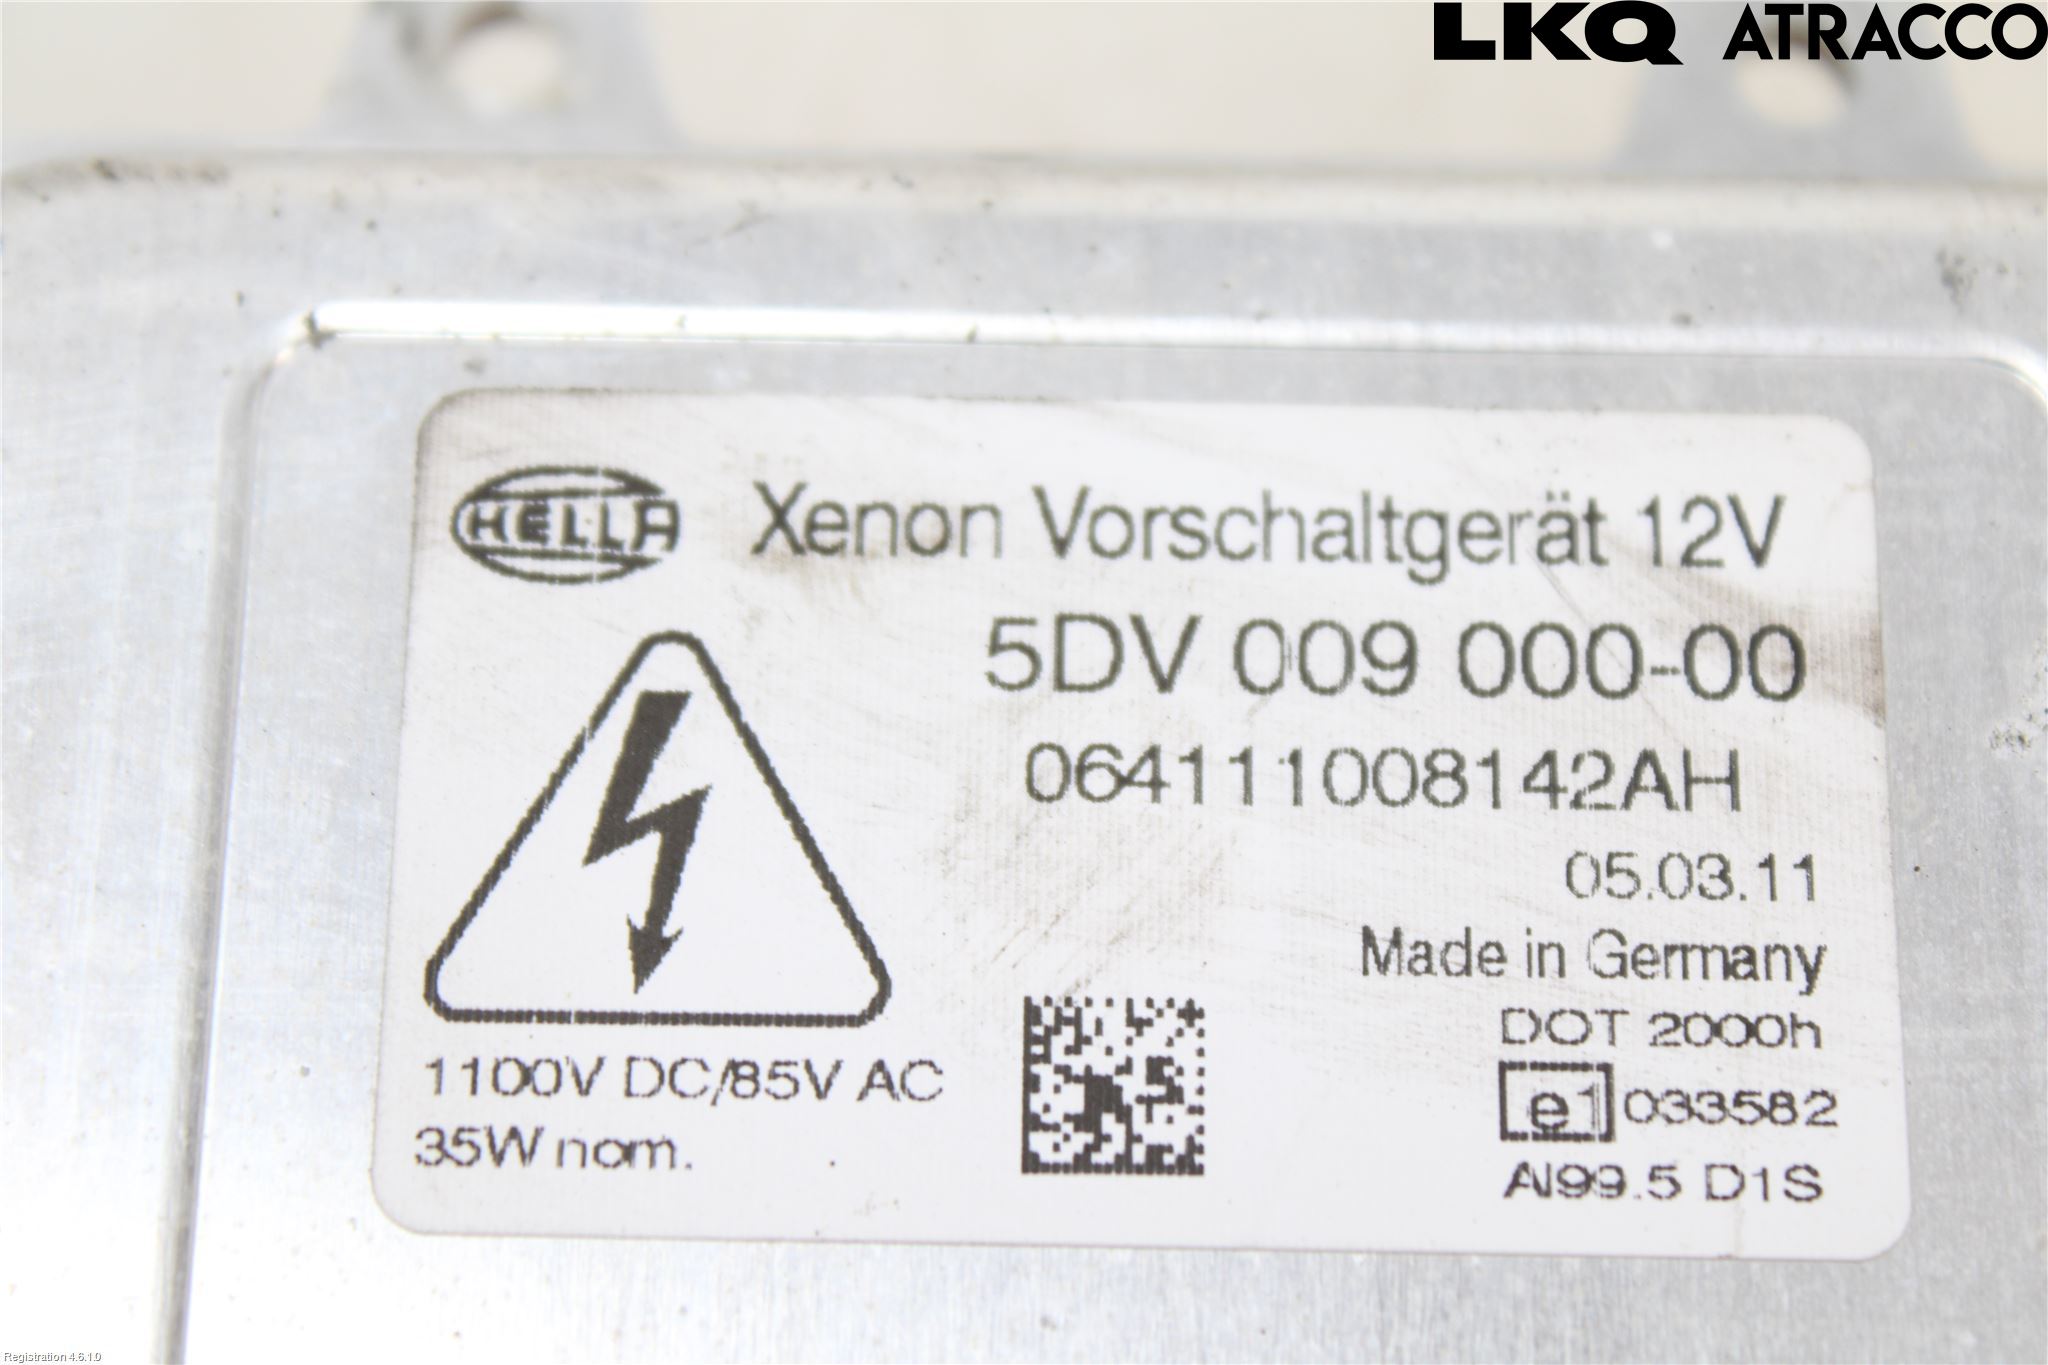 LKQ ATRACCO
HELLA Xenon Vorschaltgerät 12V
5DV 009 000-00
064111008142AH
05.03.11
Made in Germany
DOT 2000h
e1 033582
AI99.5 D1S
1100V DC/85V AC
35W nom.
Registration 4.6.1.0